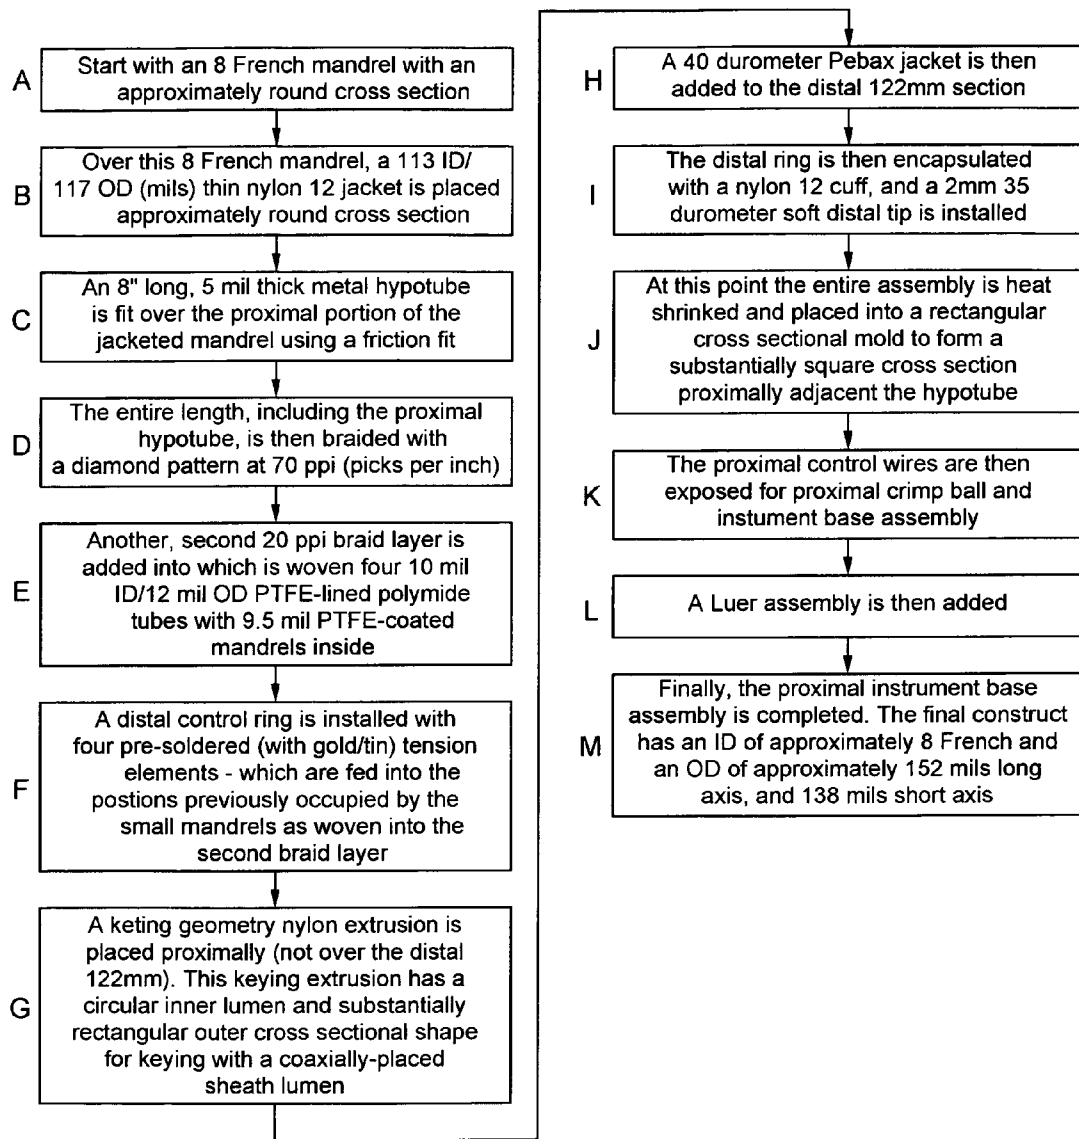 A
Start with an 8 French mandrel with an
approximately round cross section
B
Over this 8 French mandrel, a 113 ID/
117 OD (mils) thin nylon 12 jacket is placed
approximately round cross section
C
An 8" long, 5 mil thick metal hypotube
is fit over the proximal portion of the
jacketed mandrel using a friction fit
D
The entire length, including the proximal
hypotube, is then braided with
a diamond pattern at 70 ppi (picks per inch)
E
Another, second 20 ppi braid layer is
added into which is woven four 10 mil
ID/12 mil OD PTFE-lined polymide
tubes with 9.5 mil PTFE-coated
mandrels inside
F
A distal control ring is installed with
four pre-soldered (with gold/tin) tension
elements - which are fed into the
postions previously occupied by the
small mandrels as woven into the
second braid layer
G
A keting geometry nylon extrusion is
placed proximally (not over the distal
122mm). This keying extrusion has a
circular inner lumen and substantially
rectangular outer cross sectional shape
for keying with a coaxially-placed
sheath lumen
H
A 40 durometer Pebax jacket is then
added to the distal 122mm section
I
The distal ring is then encapsulated
with a nylon 12 cuff, and a 2mm 35
durometer soft distal tip is installed
J
At this point the entire assembly is heat
shrinked and placed into a rectangular
cross sectional mold to form a
substantially square cross section
proximally adjacent the hypotube
K
The proximal control wires are then
exposed for proximal crimp ball and
instument base assembly
L
A Luer assembly is then added
M
Finally, the proximal instrument base
assembly is completed. The final construct
has an ID of approximately 8 French and
an OD of approximately 152 mils long
axis, and 138 mils short axis